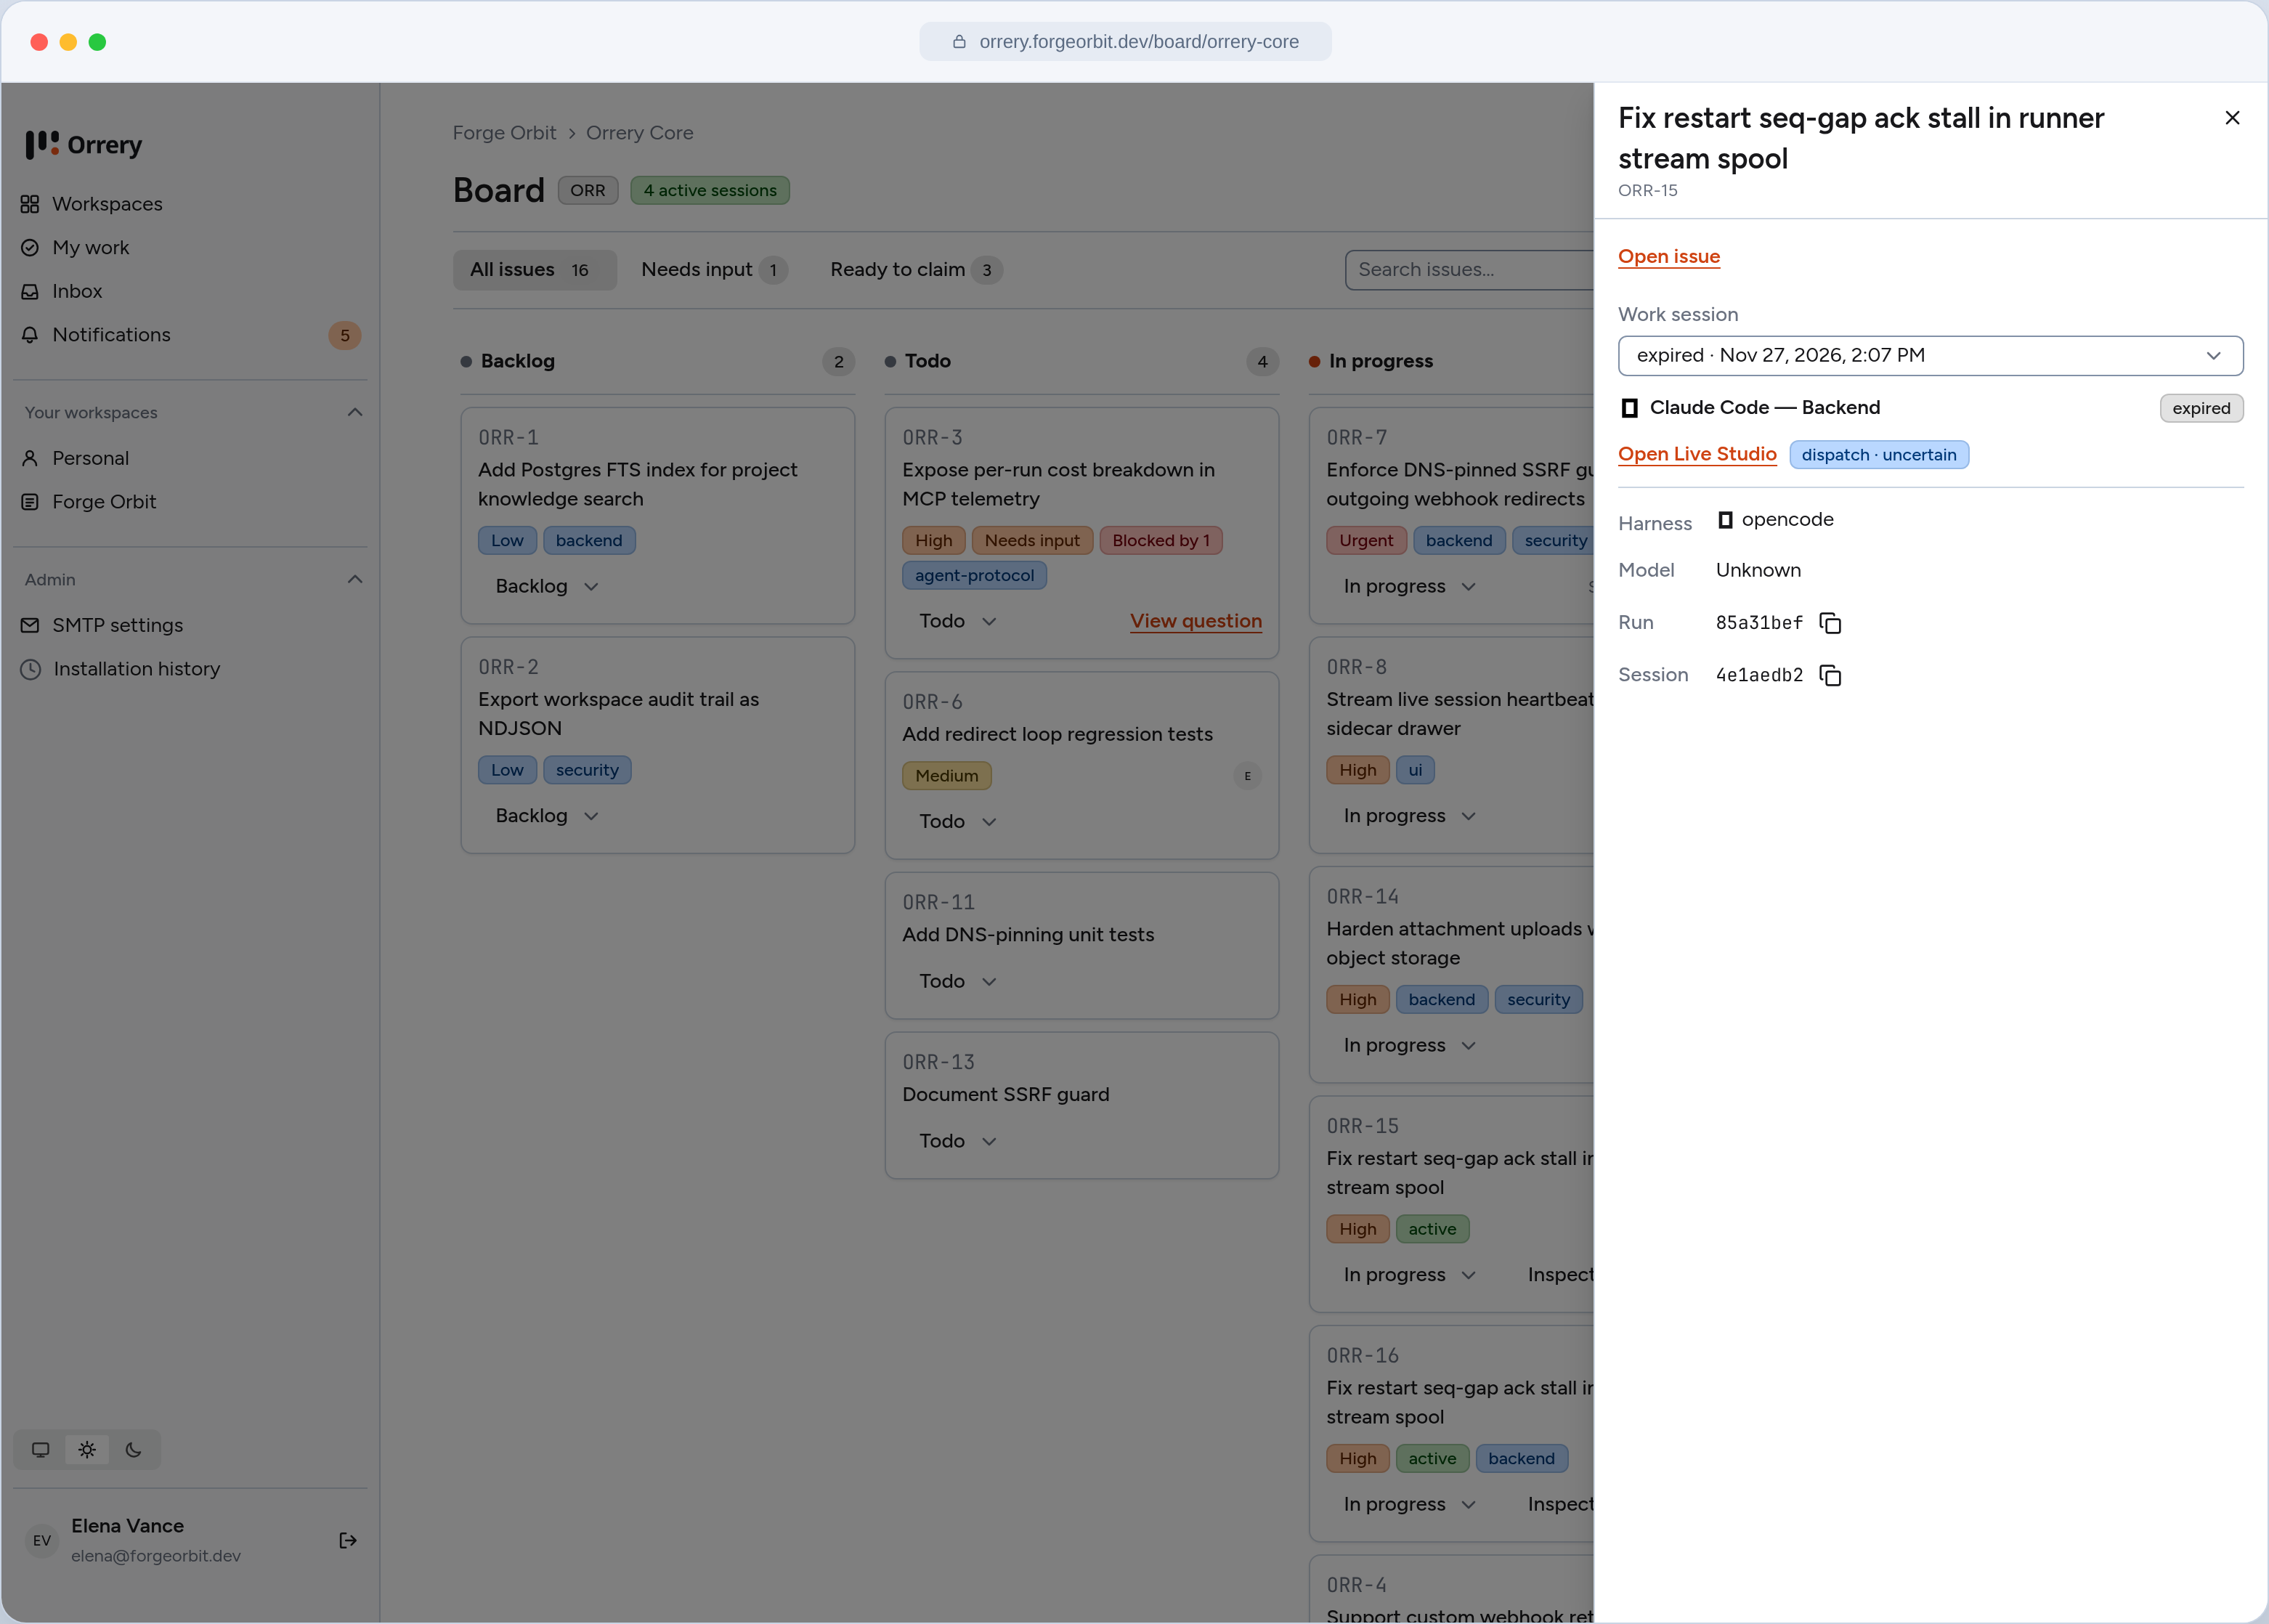 orrery.forgeorbit.dev/board/orrery-core
Orrery
Workspaces
My work
Inbox
Notifications
5
Your workspaces
Personal
Forge Orbit
Admin
SMTP settings
Installation history
EV
Elena Vance
elena@forgeorbit.dev
Forge Orbit › Orrery Core
Board
ORR
4 active sessions
All issues 16
Needs input 1
Ready to claim 3
Search issues...
Backlog
2
ORR-1
Add Postgres FTS index for project
knowledge search
Low
backend
Backlog
ORR-2
Export workspace audit trail as
NDJSON
Low
security
Backlog
Todo
4
ORR-3
Expose per-run cost breakdown in
MCP telemetry
High
Needs input
Blocked by 1
agent-protocol
Todo
View question
ORR-6
Add redirect loop regression tests
Medium
E
Todo
ORR-11
Add DNS-pinning unit tests
Todo
ORR-13
Document SSRF guard
Todo
In progress
ORR-7
Enforce DNS-pinned SSRF
outgoing webhook redirects
Urgent
backend
security
In progress
ORR-8
Stream live session
sidecar drawer
High
ui
In progress
ORR-14
Harden attachment uploads
object storage
High
backend
security
In progress
ORR-15
Fix restart seq-gap ack stall
stream spool
High
active
In progress
Inspect
ORR-16
Fix restart seq-gap ack stall
stream spool
High
active
backend
In progress
Inspect
ORR-4
Support custom webhook
Fix restart seq-gap ack stall in runner
stream spool
ORR-15
Open issue
Work session
expired · Nov 27, 2026, 2:07 PM
Claude Code — Backend
expired
Open Live Studio
dispatch · uncertain
Harness
opencode
Model
Unknown
Run
85a31bef
Session
4e1aedb2